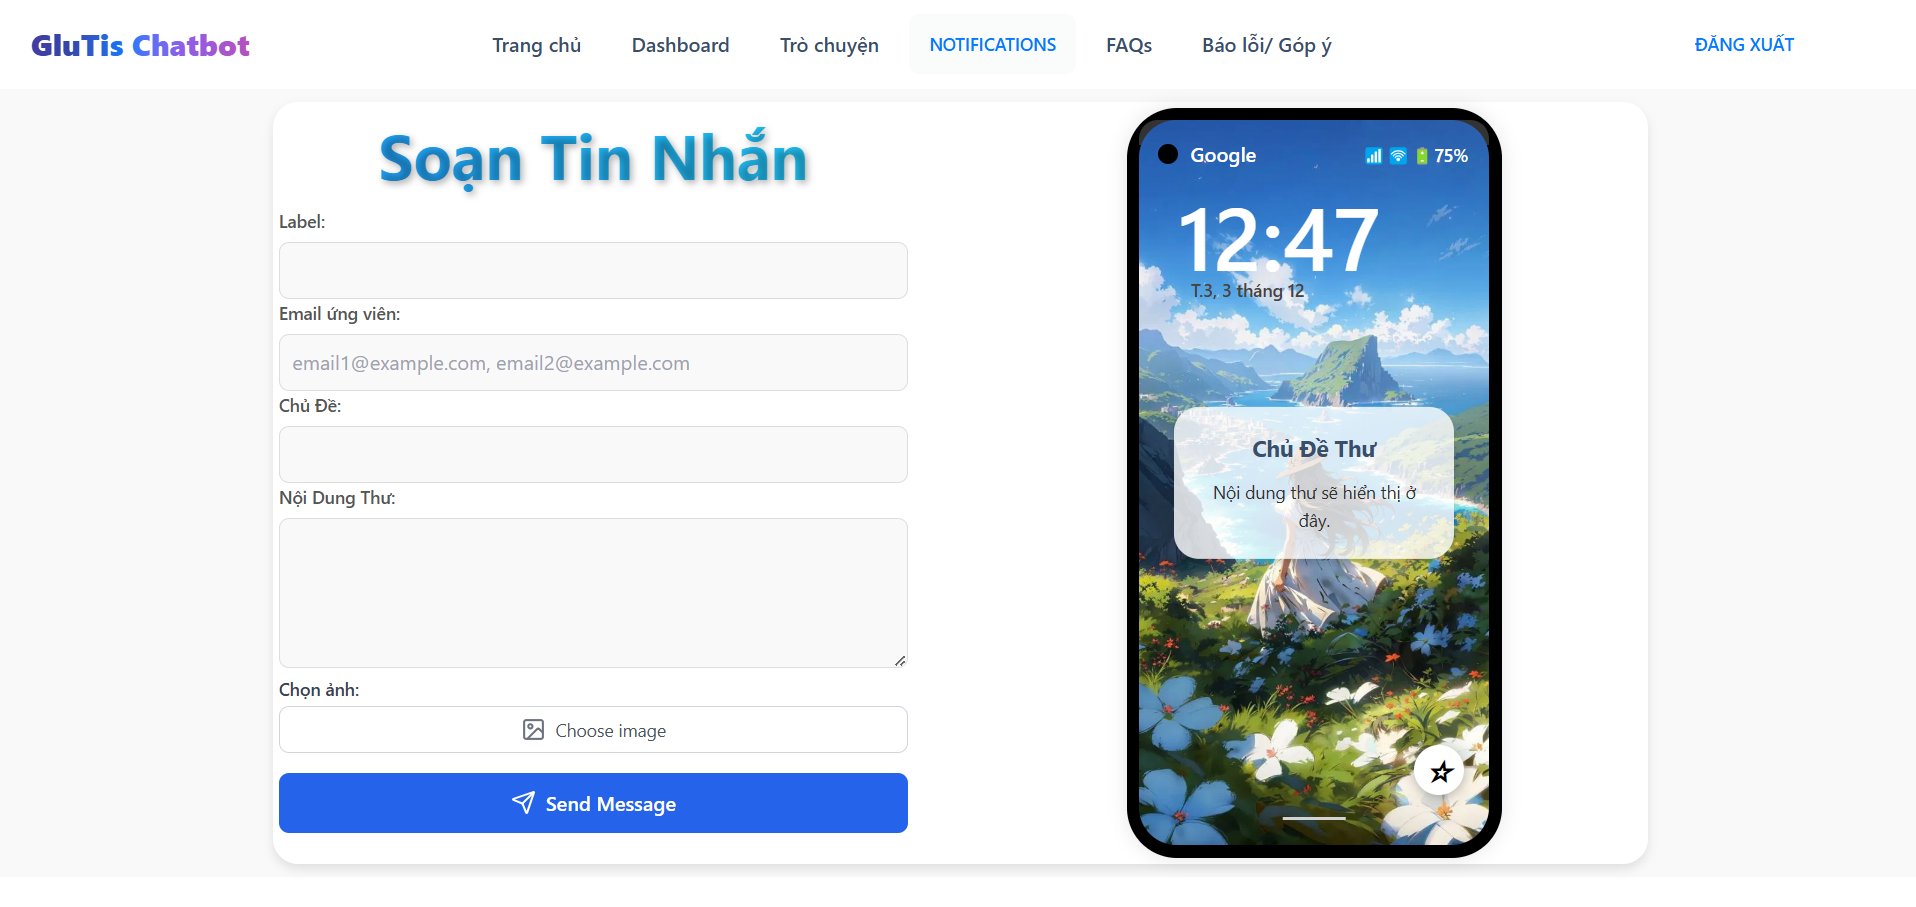 GluTis Chatbot
Trang chủ
Dashboard
Trò chuyện
NOTIFICATIONS
FAQs
Báo lỗi/ Góp ý
ĐĂNG XUẤT
Soạn Tin Nhắn
Label:
Email ứng viên:
email1@example.com, email2@example.com
Chủ Đề:
Nội Dung Thư:
Chọn ảnh:
Choose image
Send Message
Google
75%
12:47
T.3, 3 tháng 12
Chủ Đề Thư
Nội dung thư sẽ hiển thị ở
đây.